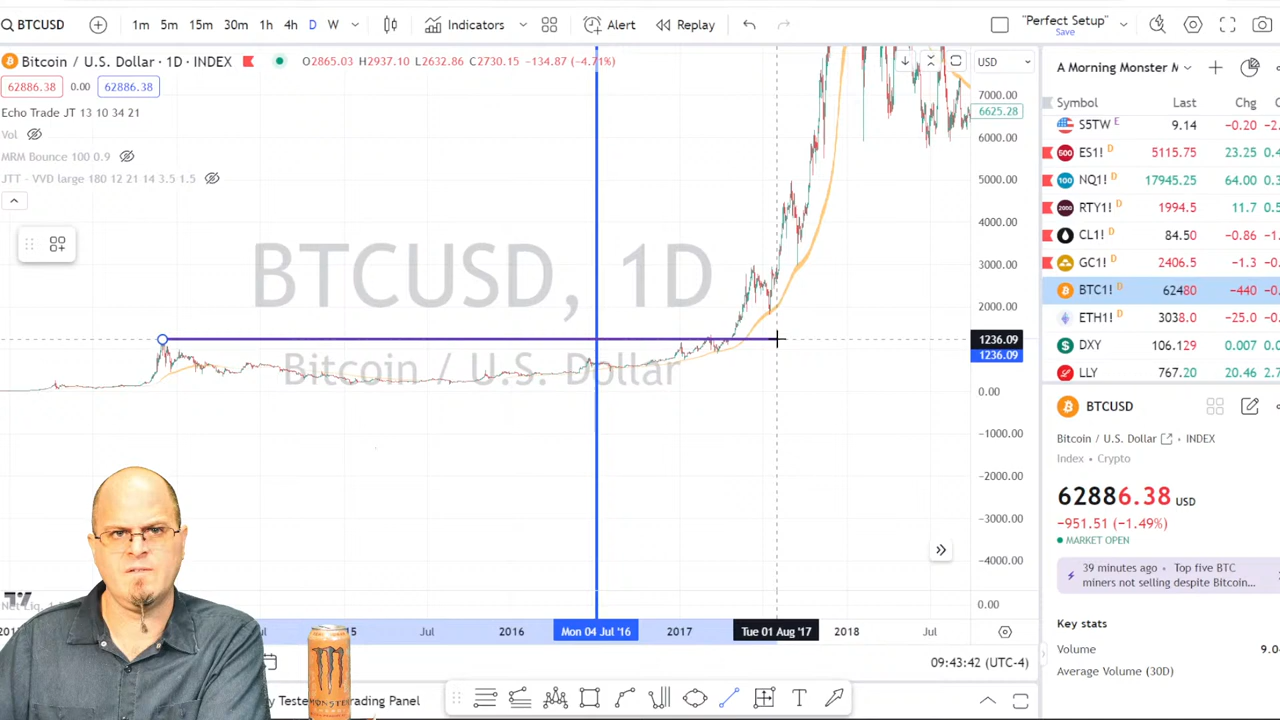 BTCUSD
1m 5m 15m 30m 1h 4h D W
Indicators
Alert
Replay
"Perfect Setup"
Save
Bitcoin / U.S. Dollar · 1D · INDEX
O2865.03 H2937.10 L2632.86 C2730.15 −134.87 (−4.71%)
62886.38 0.00 62886.38
Echo Trade JT 13 10 34 21
Vol
MRM Bounce 100 0.9
JTT - VVD large 180 12 21 14 3.5 1.5
BTCUSD, 1D
Bitcoin / U.S. Dollar
USD
7000.00
6625.28
6000.00
5000.00
4000.00
3000.00
2000.00
1236.09
1236.09
0.00
−1000.00
−2000.00
−3000.00
−4000.00
0.00
Jul
2016
Mon 04 Jul '16
2017
Tue 01 Aug '17
2018
Jul
09:43:42 (UTC-4)
A Morning Monster M
Symbol Last Chg
S5TW E 9.14 −0.20
ES1! D 5115.75 23.25
NQ1! D 17945.25 64.00
RTY1! D 1994.5 11.7
CL1! D 84.50 −0.86
GC1! D 2406.5 −1.3
BTC1! D 62480 −440
ETH1! D 3038.0 −25.0
DXY 106.129 0.007
LLY 767.20 20.46
BTCUSD
Bitcoin / U.S. Dollar • INDEX
Index • Crypto
62886.38 USD
−951.51 (−1.49%)
MARKET OPEN
39 minutes ago • Top five BTC
miners not selling despite Bitcoin...
Key stats
Volume
Average Volume (30D)
Net Liq.
MONSTER
Trading Panel